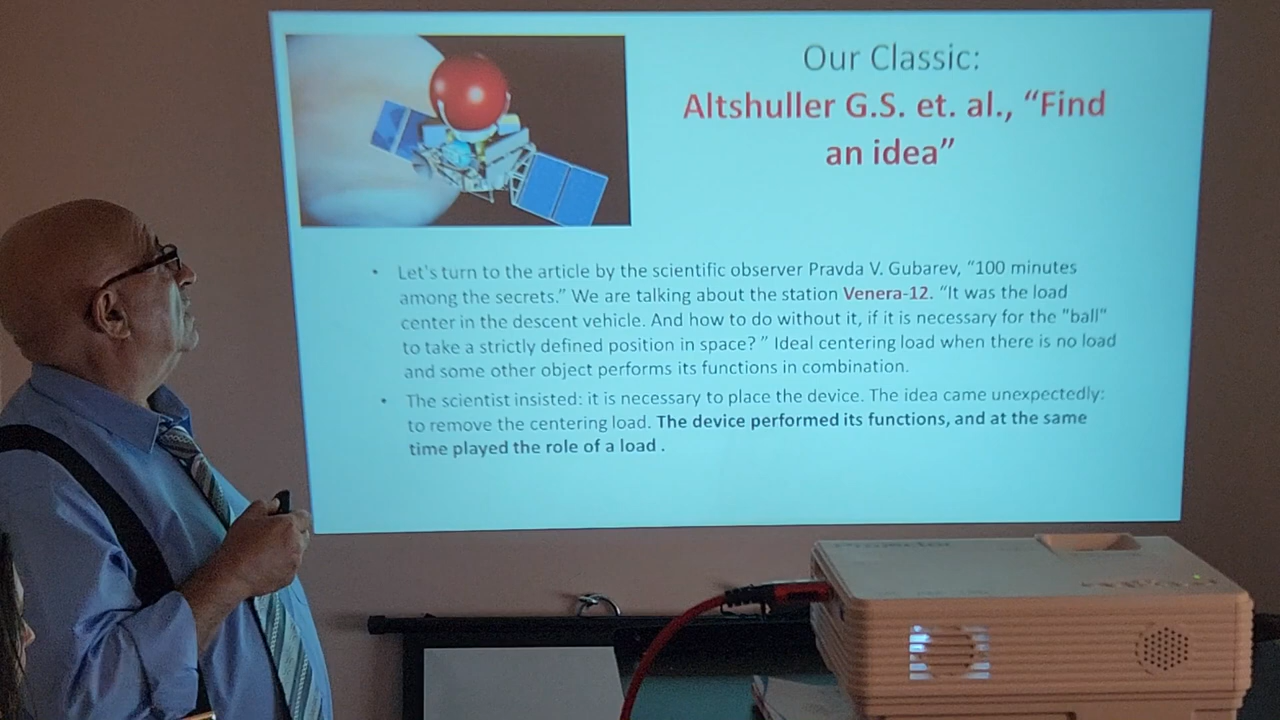 Our Classic:
Altshuller G.S. et. al., “Find
an idea”
• Let's turn to the article by the scientific observer Pravda V. Gubarev, “100 minutes
among the secrets.” We are talking about the station Venera-12. “It was the load
center in the descent vehicle. And how to do without it, if it is necessary for the "ball"
to take a strictly defined position in space? ” Ideal centering load when there is no load
and some other object performs its functions in combination.
• The scientist insisted: it is necessary to place the device. The idea came unexpectedly:
to remove the centering load. The device performed its functions, and at the same
time played the role of a load .
Projector